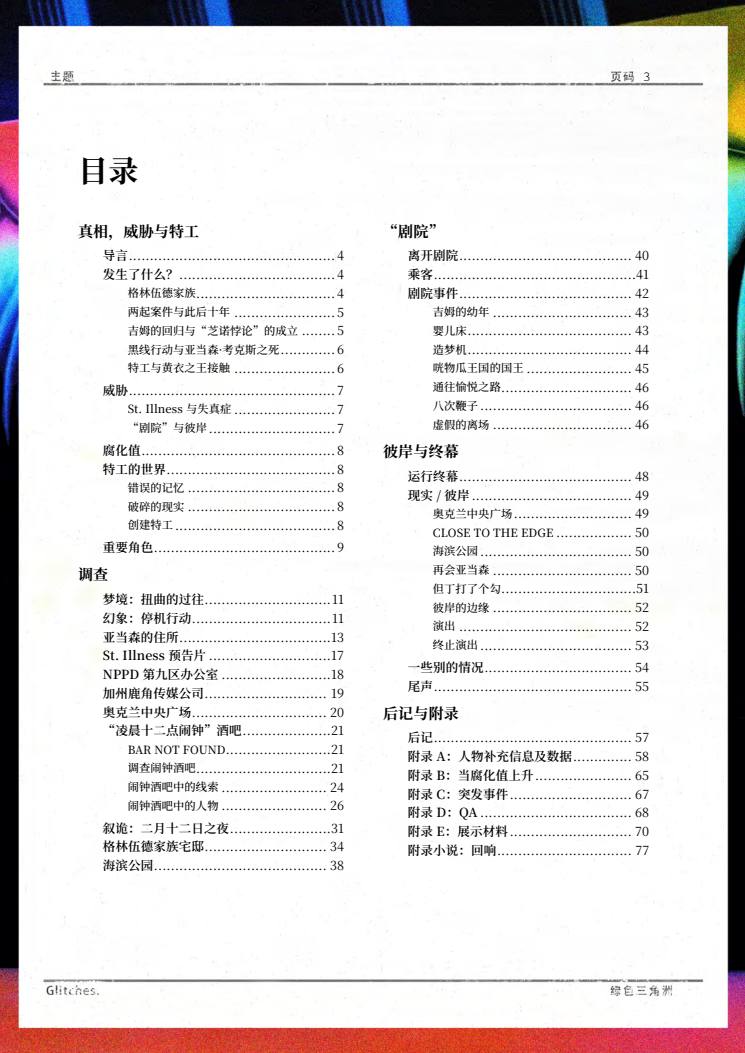 主题
页码 3
目录
真相，威胁与特工
导言 4
发生了什么？ 4
格林伍德家族 4
两起案件与此后十年 5
吉姆的回归与“芝诺悖论”的成立 5
黑线行动与亚当森·考克斯之死 6
特工与黄衣之王接触 6
威胁 7
St. Illness 与失真症 7
“剧院”与彼岸 7
腐化值 8
特工的世界 8
错误的记忆 8
破碎的现实 8
创建特工 8
重要角色 9
调查
梦境：扭曲的过往 11
幻象：停机行动 11
亚当森的住所 13
St. Illness 预告片 17
NPPD 第九区办公室 18
加州鹿角传媒公司 19
奥克兰中央广场 20
“凌晨十二点闹钟”酒吧 21
BAR NOT FOUND 21
调查闹钟酒吧 21
闹钟酒吧中的线索 24
闹钟酒吧中的人物 26
叙诡：二月十二日之夜 31
格林伍德家族宅邸 34
海滨公园 38
“剧院”
离开剧院 40
乘客 41
剧院事件 42
吉姆的幼年 43
婴儿床 43
造梦机 44
咣物瓜王国的国王 45
通往愉悦之路 46
八次鞭子 46
虚假的离场 46
彼岸与终幕
运行终幕 48
现实 / 彼岸 49
奥克兰中央广场 49
CLOSE TO THE EDGE 50
海滨公园 50
再会亚当森 50
但丁打了个勾 51
彼岸的边缘 52
演出 52
终止演出 53
一些别的情况 54
尾声 55
后记与附录
后记 57
附录 A：人物补充信息及数据 58
附录 B：当腐化值上升 65
附录 C：突发事件 67
附录 D：QA 68
附录 E：展示材料 70
附录小说：回响 77
Glitches.
绿色三角洲